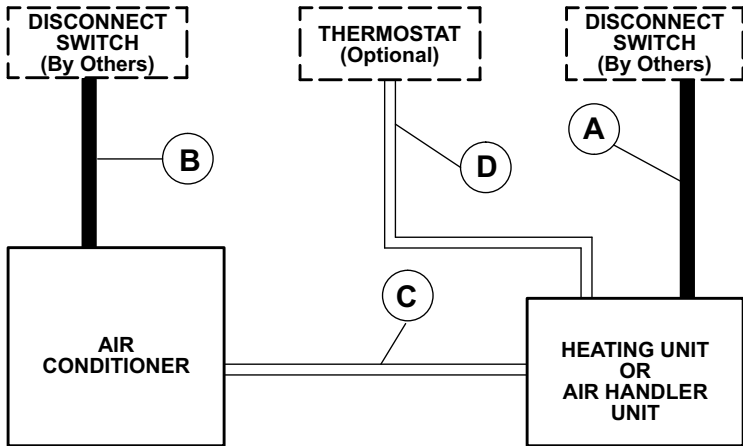 DISCONNECT
SWITCH
(By Others)
THERMOSTAT
(Optional)
DISCONNECT
SWITCH
(By Others)
B
D
A
C
AIR
CONDITIONER
HEATING UNIT
OR
AIR HANDLER
UNIT